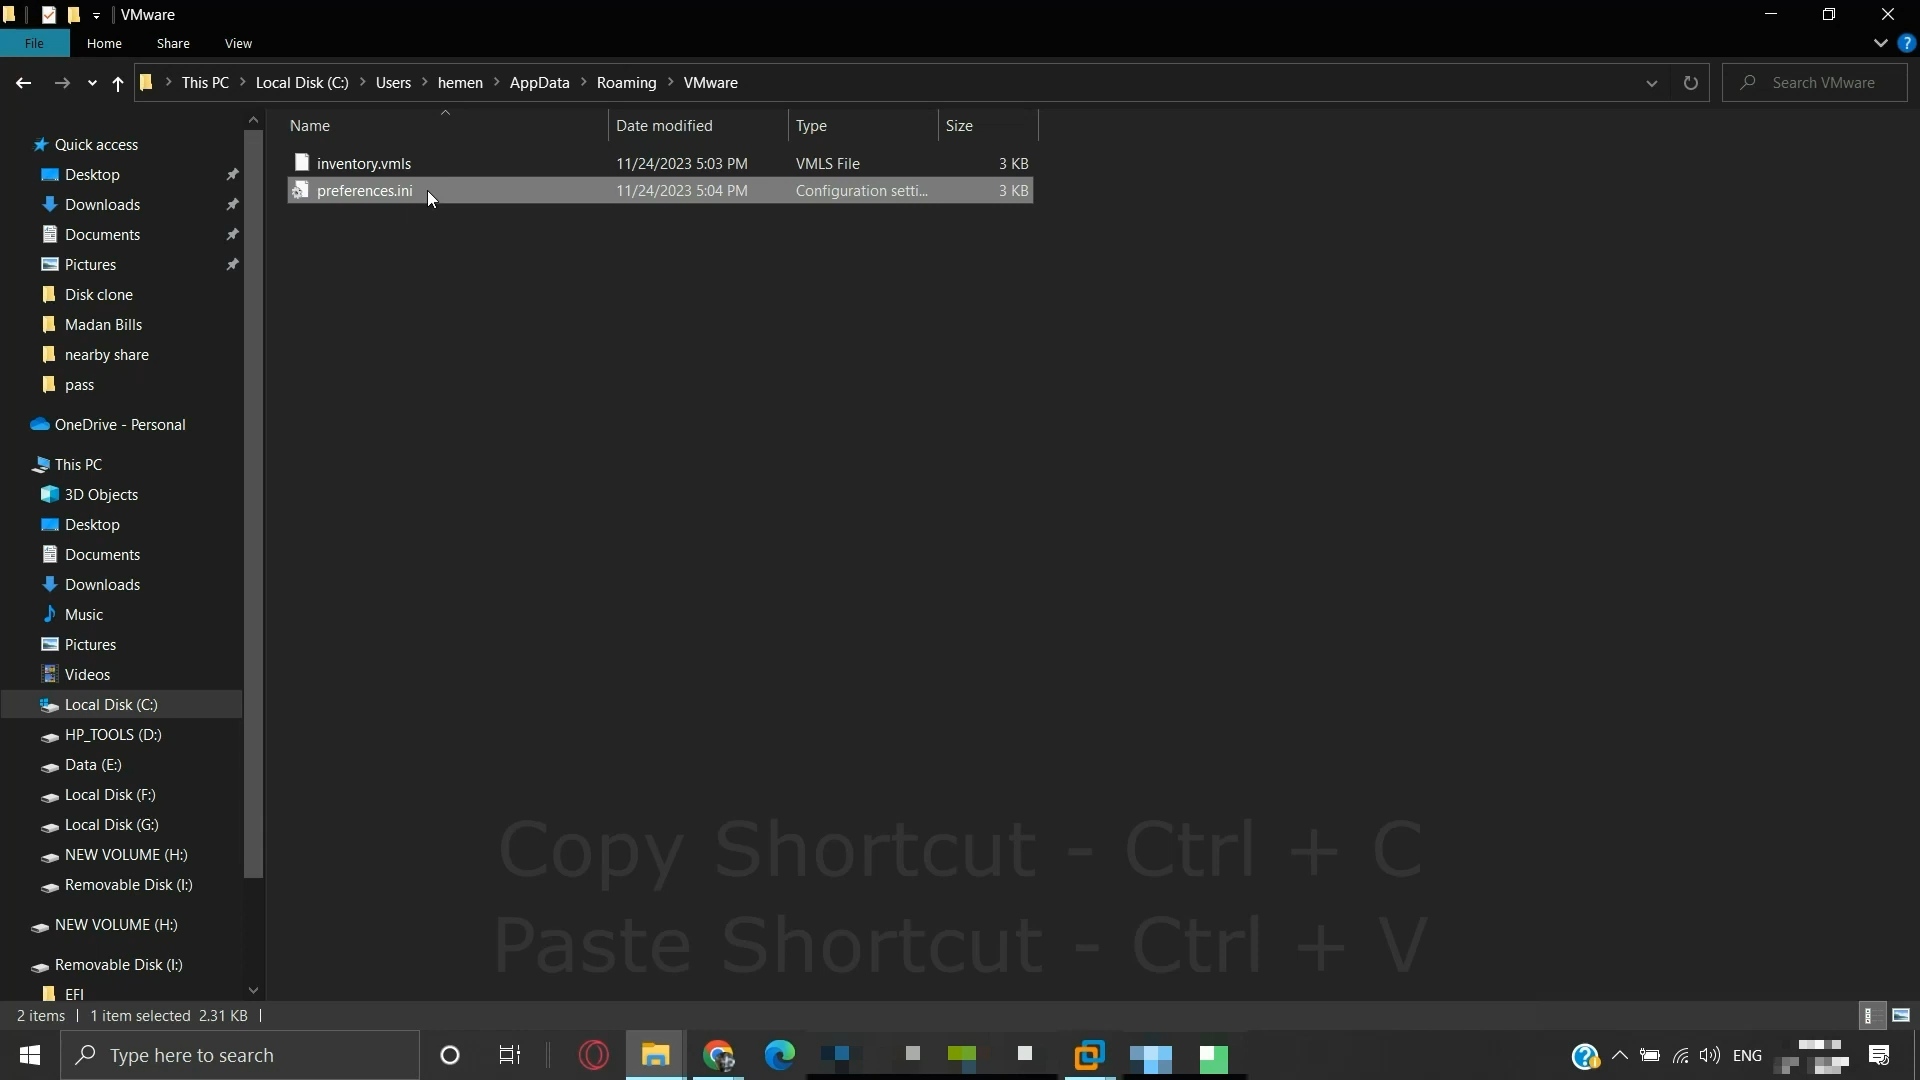 VMware
File Home Share View
This PC Local Disk (C:) Users hemen AppData Roaming VMware
Search VMware
Name Date modified Type Size
inventory.vmls 11/24/2023 5:03 PM VMLS File 3 KB
preferences.ini 11/24/2023 5:04 PM Configuration setti... 3 KB
Quick access
Desktop
Downloads
Documents
Pictures
Disk clone
Madan Bills
nearby share
pass
OneDrive - Personal
This PC
3D Objects
Desktop
Documents
Downloads
Music
Pictures
Videos
Local Disk (C:)
HP_TOOLS (D:)
Data (E:)
Local Disk (F:)
Local Disk (G:)
NEW VOLUME (H:)
Removable Disk (I:)
NEW VOLUME (H:)
Removable Disk (I:)
EFI
Copy Shortcut - Ctrl + C
Paste Shortcut - Ctrl + V
2 items 1 item selected 2.31 KB
Type here to search
ENG